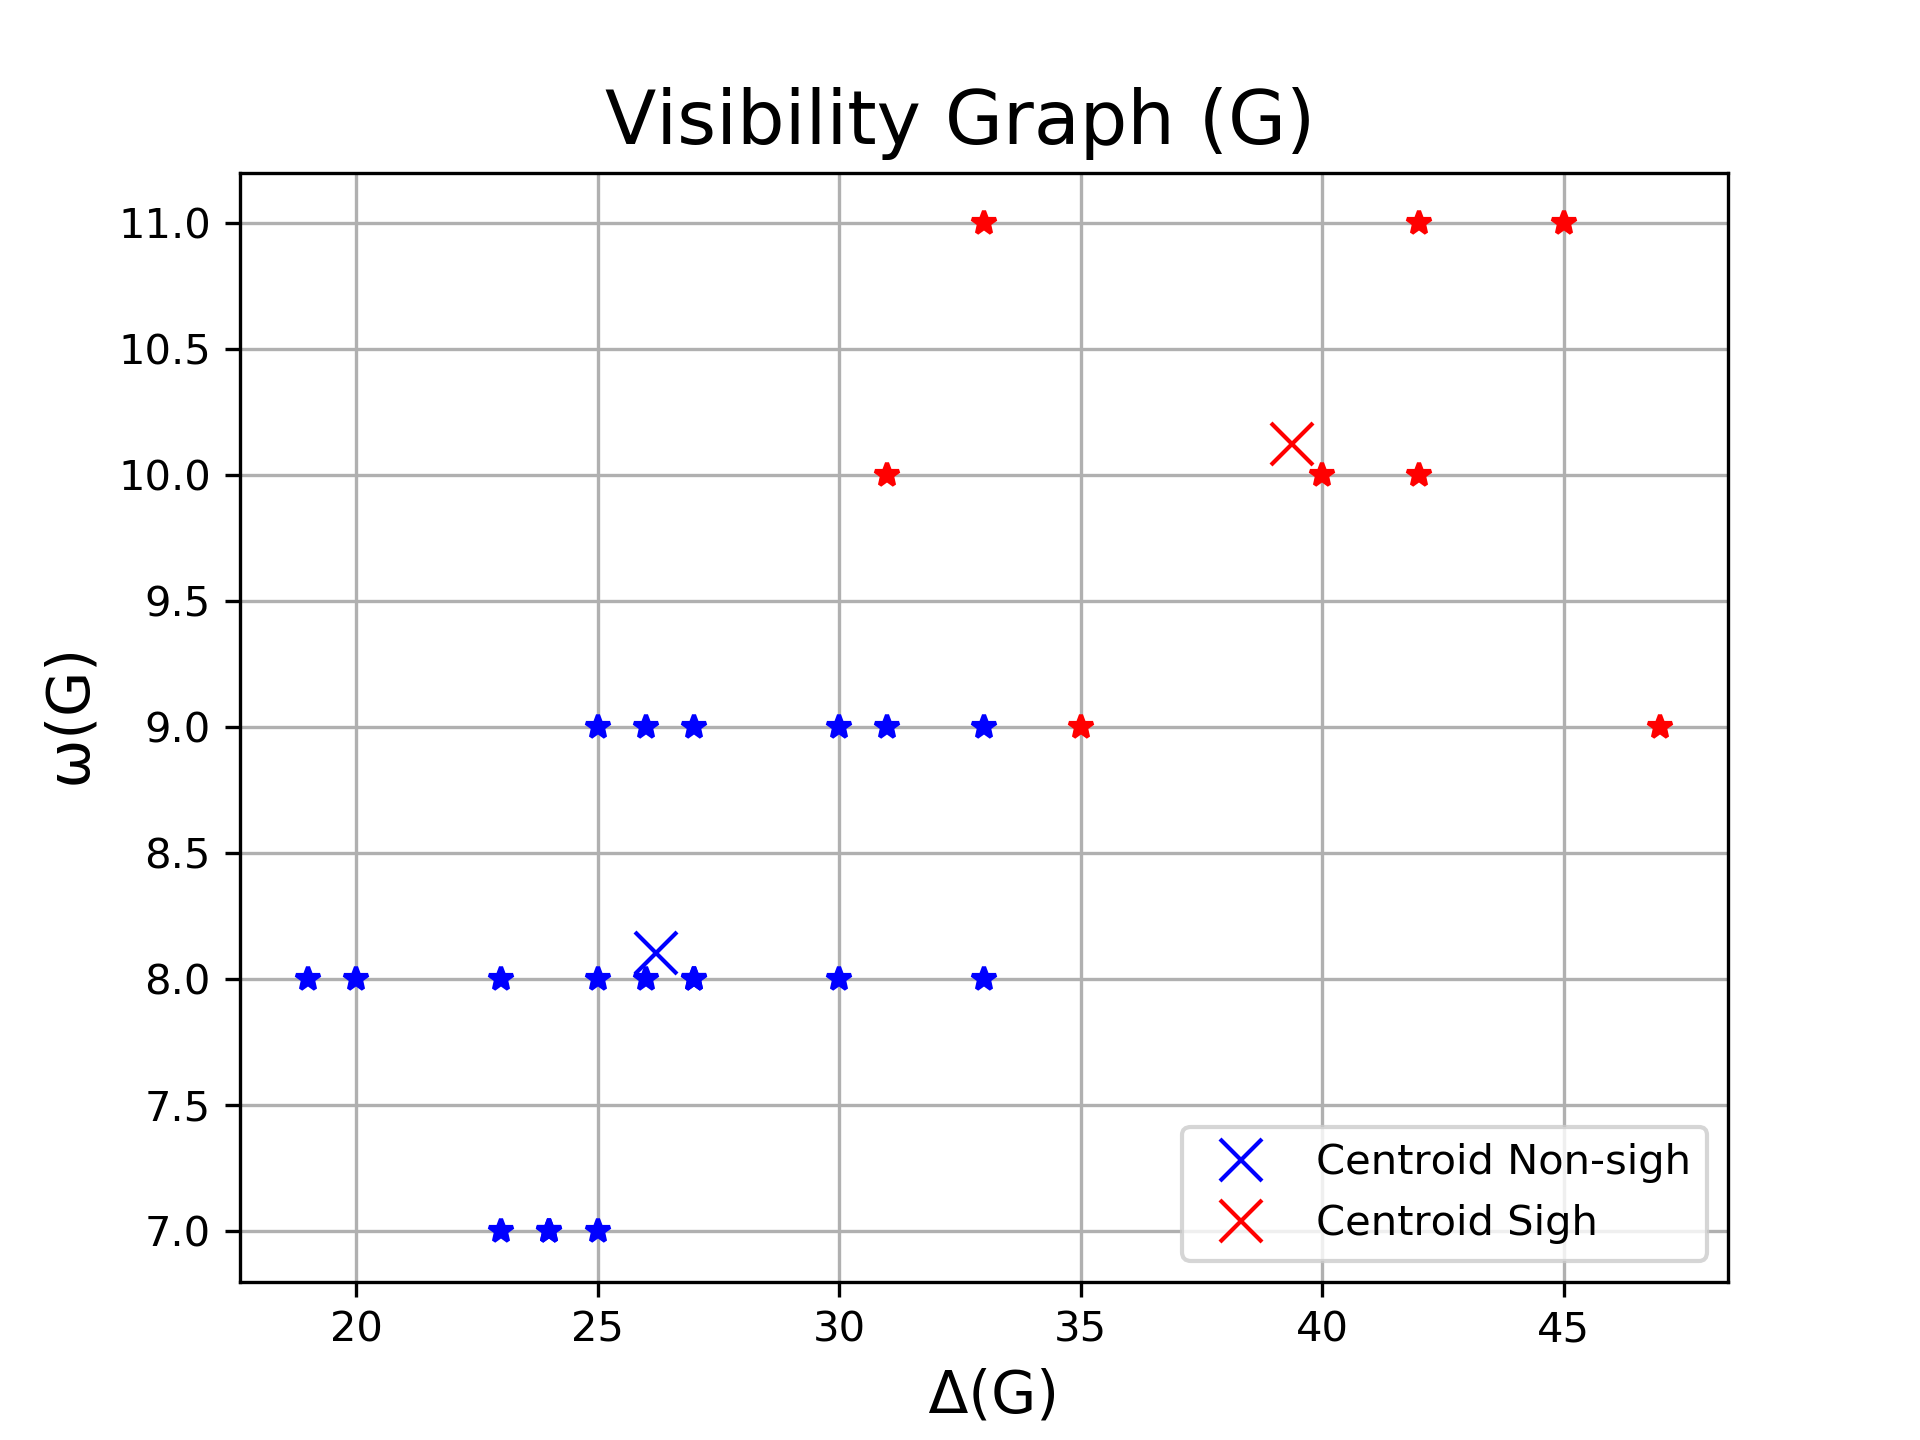 Visibility Graph (G)
11.0
10.5
10.0
9.5
9.0
8.5
8.0
7.5
7.0
ω(G)
Centroid Non-sigh
Centroid Sigh
20 25 30 35 40 45
Δ(G)